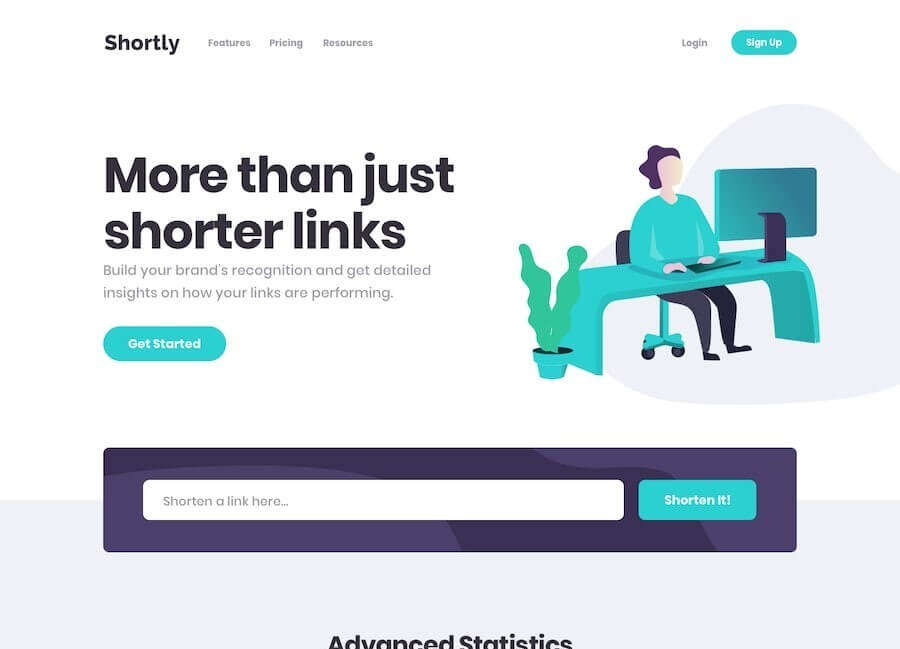 Shortly
Features
Pricing
Resources
Login
Sign Up
More than just
shorter links
Build your brand's recognition and get detailed
insights on how your links are performing.
Get Started
Shorten a link here...
Shorten It!
Advanced Statistics